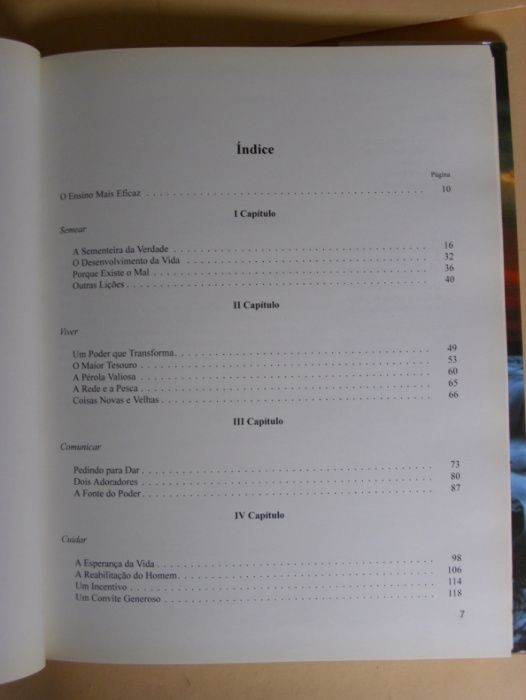 Índice
Página
O Ensino Mais Eficaz . . . . . . . . . . . . . . . . . . . . . . . . . . . . . . . . . . . . . . . . 10
I Capítulo
Semear
A Sementeira da Verdade . . . . . . . . . . . . . . . . . . . . . . . . . . . . . . . . . . . . 16
O Desenvolvimento da Vida . . . . . . . . . . . . . . . . . . . . . . . . . . . . . . . . . . 32
Porque Existe o Mal . . . . . . . . . . . . . . . . . . . . . . . . . . . . . . . . . . . . . . . . 36
Outras Lições . . . . . . . . . . . . . . . . . . . . . . . . . . . . . . . . . . . . . . . . . . . . . 40
II Capítulo
Viver
Um Poder que Transforma. . . . . . . . . . . . . . . . . . . . . . . . . . . . . . . . . . . . 49
O Maior Tesouro . . . . . . . . . . . . . . . . . . . . . . . . . . . . . . . . . . . . . . . . . . 53
A Pérola Valiosa . . . . . . . . . . . . . . . . . . . . . . . . . . . . . . . . . . . . . . . . . . 60
A Rede e a Pesca . . . . . . . . . . . . . . . . . . . . . . . . . . . . . . . . . . . . . . . . . . 65
Coisas Novas e Velhas . . . . . . . . . . . . . . . . . . . . . . . . . . . . . . . . . . . . . . 66
III Capítulo
Comunicar
Pedindo para Dar . . . . . . . . . . . . . . . . . . . . . . . . . . . . . . . . . . . . . . . . . . 73
Dois Adoradores . . . . . . . . . . . . . . . . . . . . . . . . . . . . . . . . . . . . . . . . . . 80
A Fonte do Poder . . . . . . . . . . . . . . . . . . . . . . . . . . . . . . . . . . . . . . . . . . 87
IV Capítulo
Cuidar
A Esperança da Vida . . . . . . . . . . . . . . . . . . . . . . . . . . . . . . . . . . . . . . . . 98
A Reabilitação do Homem. . . . . . . . . . . . . . . . . . . . . . . . . . . . . . . . . . . . 106
Um Incentivo . . . . . . . . . . . . . . . . . . . . . . . . . . . . . . . . . . . . . . . . . . . . . 114
Um Convite Generoso . . . . . . . . . . . . . . . . . . . . . . . . . . . . . . . . . . . . . . 118
7